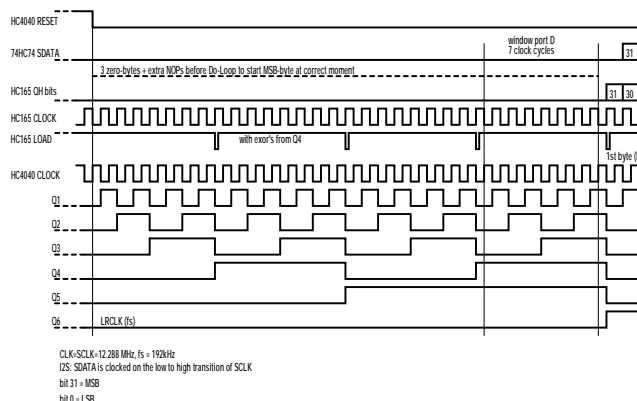 HC4040 RESET
window port D
74HC74 SDATA
7 clock cycles
31
3 zero-bytes + extra NOPs before Do-Loop to start MSB-byte at correct moment
HC165 QH bits
31 30
HC165 CLOCK
HC165 LOAD
with exor's from Q4
1st byte (
HC4040 CLOCK
Q1
Q2
Q3
Q4
Q5
Q6
LRCLK (fs)
CLK=SCLK=12.288 MHz, fs = 192kHz
I2S: SDATA is clocked on the low to high transition of SCLK
bit 31 = MSB
bit 0 = LSB